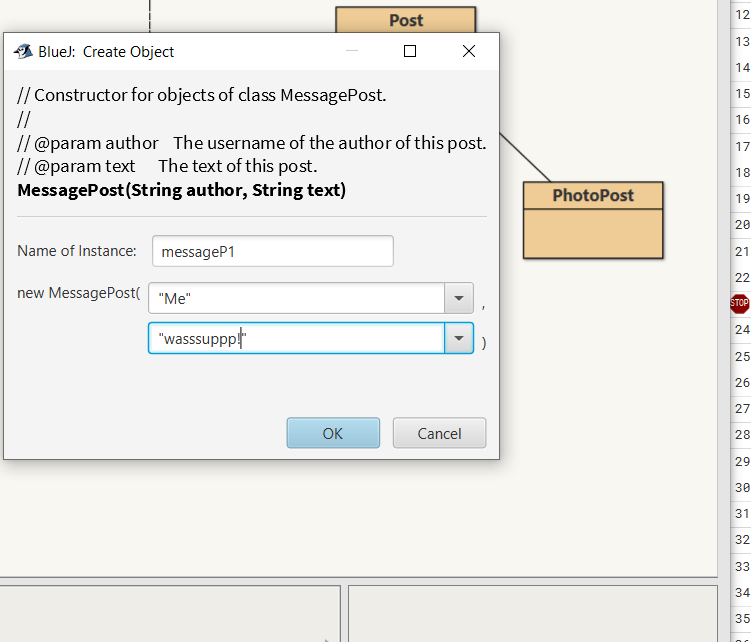 Post
BlueJ: Create Object
// Constructor for objects of class MessagePost.
//
// @param author    The username of the author of this post.
// @param text      The text of this post.
MessagePost(String author, String text)
Name of Instance:
messageP1
new MessagePost(
"Me"
,
"wasssuppp!"
)
OK
Cancel
PhotoPost
12
13
14
15
16
17
18
19
20
21
22
STOP
24
25
26
27
28
29
30
31
32
33
34
35